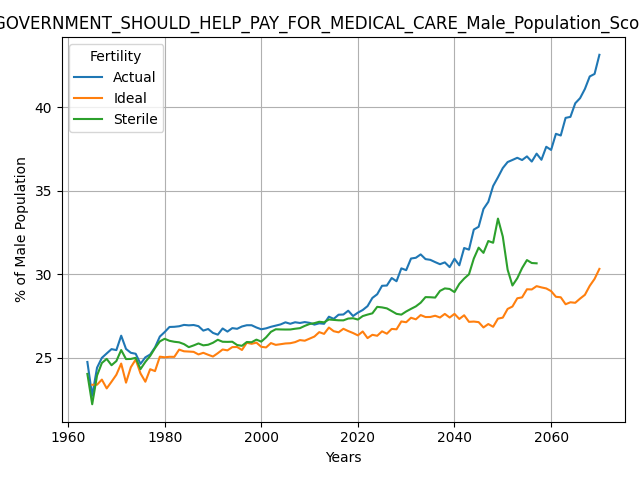 GOVERNMENT_SHOULD_HELP_PAY_FOR_MEDICAL_CARE_Male_Population_Sco
Fertility
Actual
Ideal
Sterile
% of Male Population
40
35
30
25
1960 1980 2000 2020 2040 2060
Years